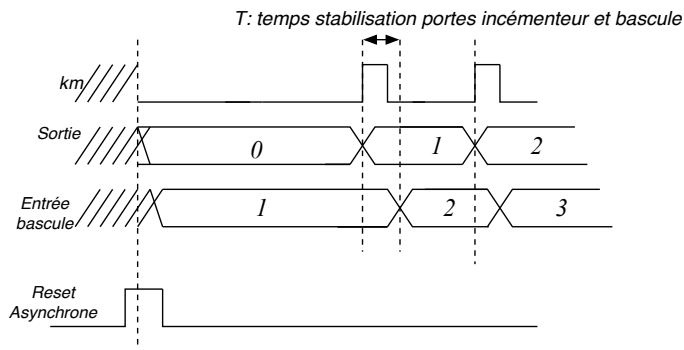 T: temps stabilisation portes incémenteur et bascule
km
Sortie
0
1
2
Entrée
bascule
1
2
3
Reset
Asynchrone